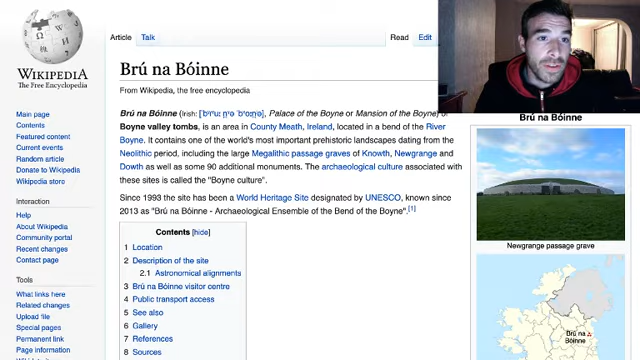 WIKIPEDIA
The Free Encyclopedia
Main page
Contents
Featured content
Current events
Random article
Donate to Wikipedia
Wikipedia store
Interaction
Help
About Wikipedia
Community portal
Recent changes
Contact page
Tools
What links here
Related changes
Upload file
Special pages
Permanent link
Page information
Article Talk Read Edit
Brú na Bóinne
From Wikipedia, the free encyclopedia
Brú na Bóinne (Irish: Palace of the Boyne or Mansion of the Boyne) or
Boyne valley tombs, is an area in County Meath, Ireland, located in a bend of the River
Boyne. It contains one of the world's most important prehistoric landscapes dating from the
Neolithic period, including the large Megalithic passage graves of Knowth, Newgrange and
Dowth as well as some 90 additional monuments. The archaeological culture associated with
these sites is called the "Boyne culture".
Since 1993 the site has been a World Heritage Site designated by UNESCO, known since
2013 as "Brú na Bóinne - Archaeological Ensemble of the Bend of the Boyne".[1]
Contents [hide]
1 Location
2 Description of the site
2.1 Astronomical alignments
3 Brú na Bóinne visitor centre
4 Public transport access
5 See also
6 Gallery
7 References
8 Sources
Brú na Bóinne
Newgrange passage grave
Brú na
Bóinne